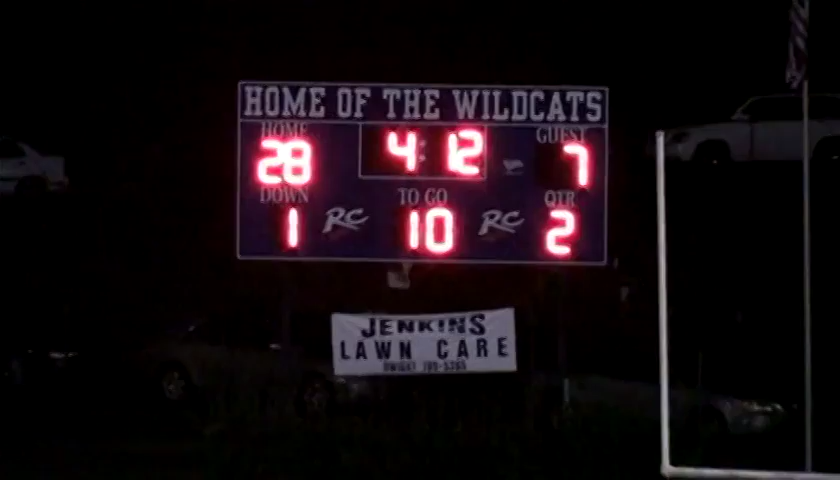 HOME OF THE WILDCATS
HOME 4:12 GUEST
28 7
DOWN TO GO QTR
1 RC 10 RC 2
JENKINS
LAWN CARE